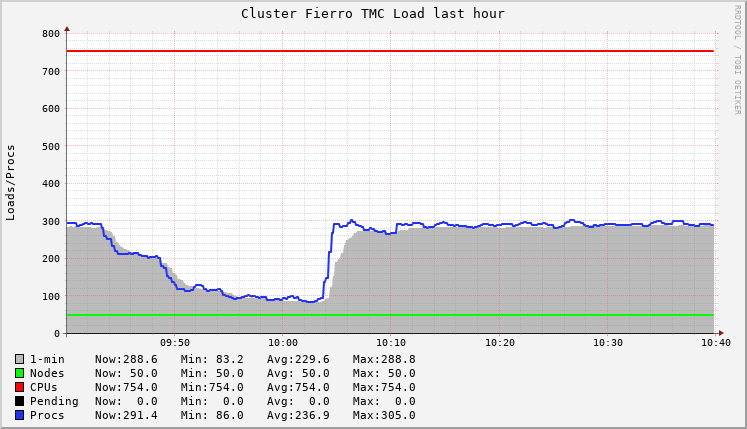 Cluster Fierro TMC Load last hour
RRDTOOL / TOBI OETIKER
Loads/Procs
800
700
600
500
400
300
200
100
0
09:50 10:00 10:10 10:20 10:30 10:40
1-min Now:288.6 Min: 83.2 Avg:229.6 Max:288.8
Nodes Now: 50.0 Min: 50.0 Avg: 50.0 Max: 50.0
CPUs Now:754.0 Min:754.0 Avg:754.0 Max:754.0
Pending Now: 0.0 Min: 0.0 Avg: 0.0 Max: 0.0
Procs Now:291.4 Min: 86.0 Avg:236.9 Max:305.0